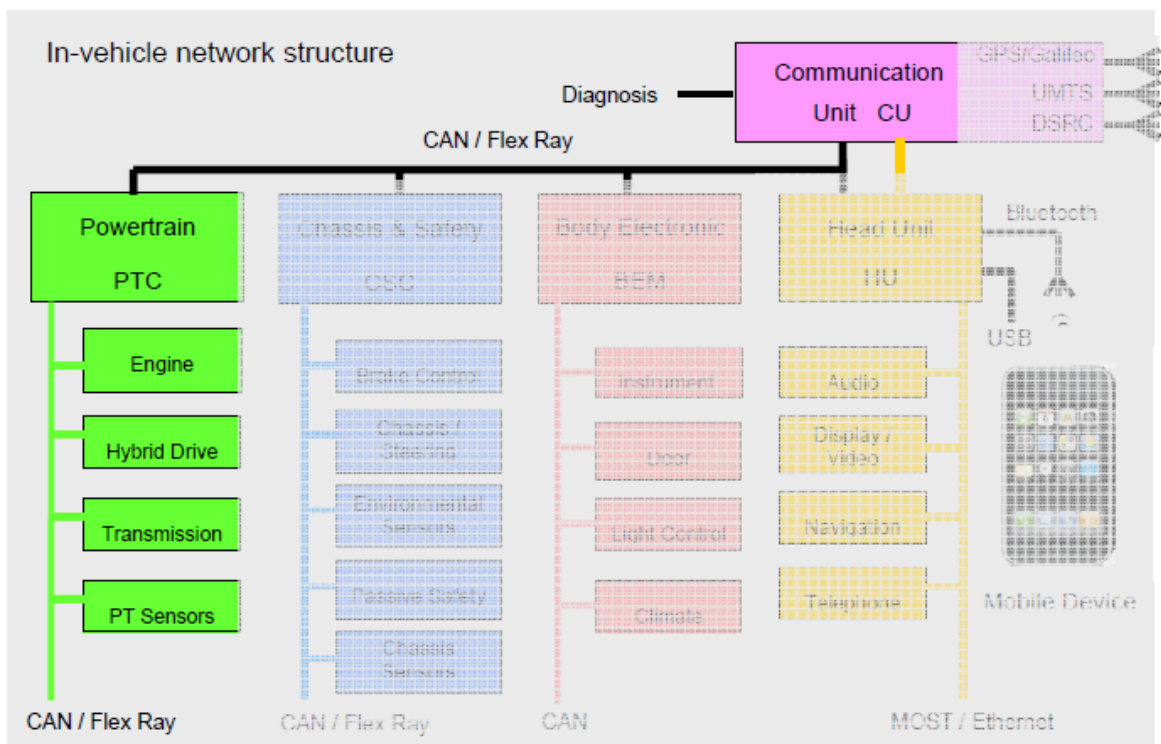 In-vehicle network structure
Communication
Unit CU
GPS/Galileo
UMTS
DSRC
Diagnosis
CAN / Flex Ray
Powertrain
PTC
Chassis & Safety
CSC
Body Electronic
BEM
Head Unit
HU
Bluetooth
USB
Engine
Hybrid Drive
Transmission
PT Sensors
Brake Control
Chassis /
Steering
Environmental
Sensors
Passive Safety
Chassis
Sensors
Instrument
Door
Light Control
Climate
Audio
Display /
Video
Navigation
Telephone
Mobile Device
CAN / Flex Ray
CAN / Flex Ray
CAN
MOST / Ethernet